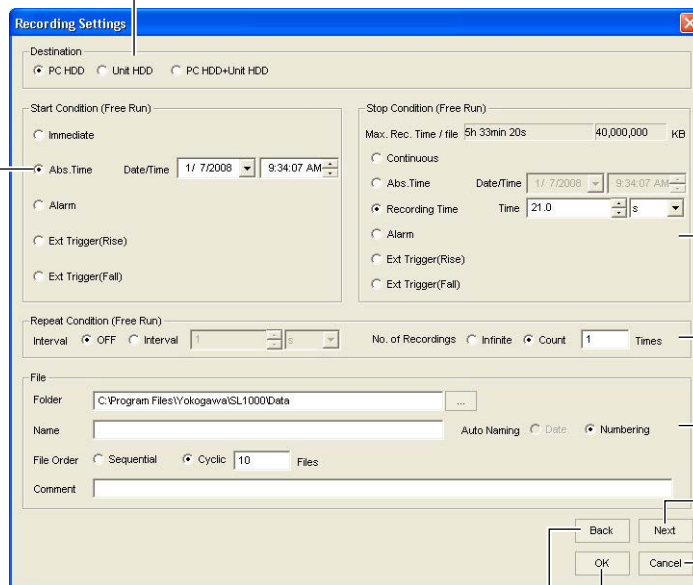 Recording Settings
Destination
PC HDD Unit HDD PC HDD+Unit HDD
Start Condition (Free Run)
Immediate
Abs.Time Date/Time 1/ 7/2008 9:34:07 AM
Alarm
Ext Trigger(Rise)
Ext Trigger(Fall)
Stop Condition (Free Run)
Max. Rec. Time / file 5h 33min 20s 40,000,000 KB
Continuous
Abs.Time Date/Time 1/ 7/2008 9:34:07 AM
Recording Time Time 21.0 s
Alarm
Ext Trigger(Rise)
Ext Trigger(Fall)
Repeat Condition (Free Run)
Interval OFF Interval 1 s No. of Recordings Infinite Count 1 Times
File
Folder C:\Program Files\Yokogawa\SL1000\Data ...
Name Auto Naming Date Numbering
File Order Sequential Cyclic 10 Files
Comment
Back Next
OK Cancel